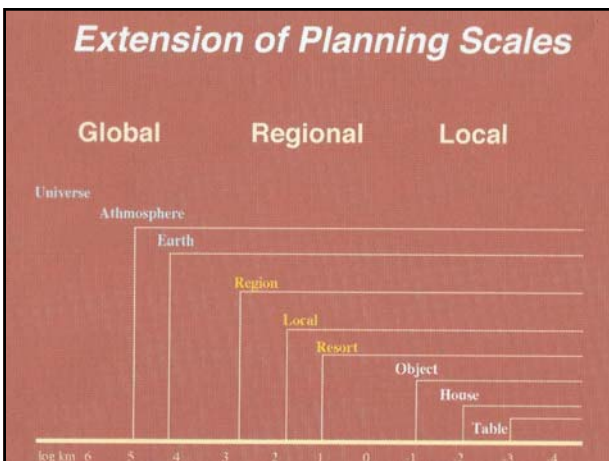 Extension of Planning Scales
Global Regional Local
Universe
Athmosphere
Earth
Region
Local
Resort
Object
House
Table
log km 6 5 4 3 2 1 0 -1 -2 -3 -4